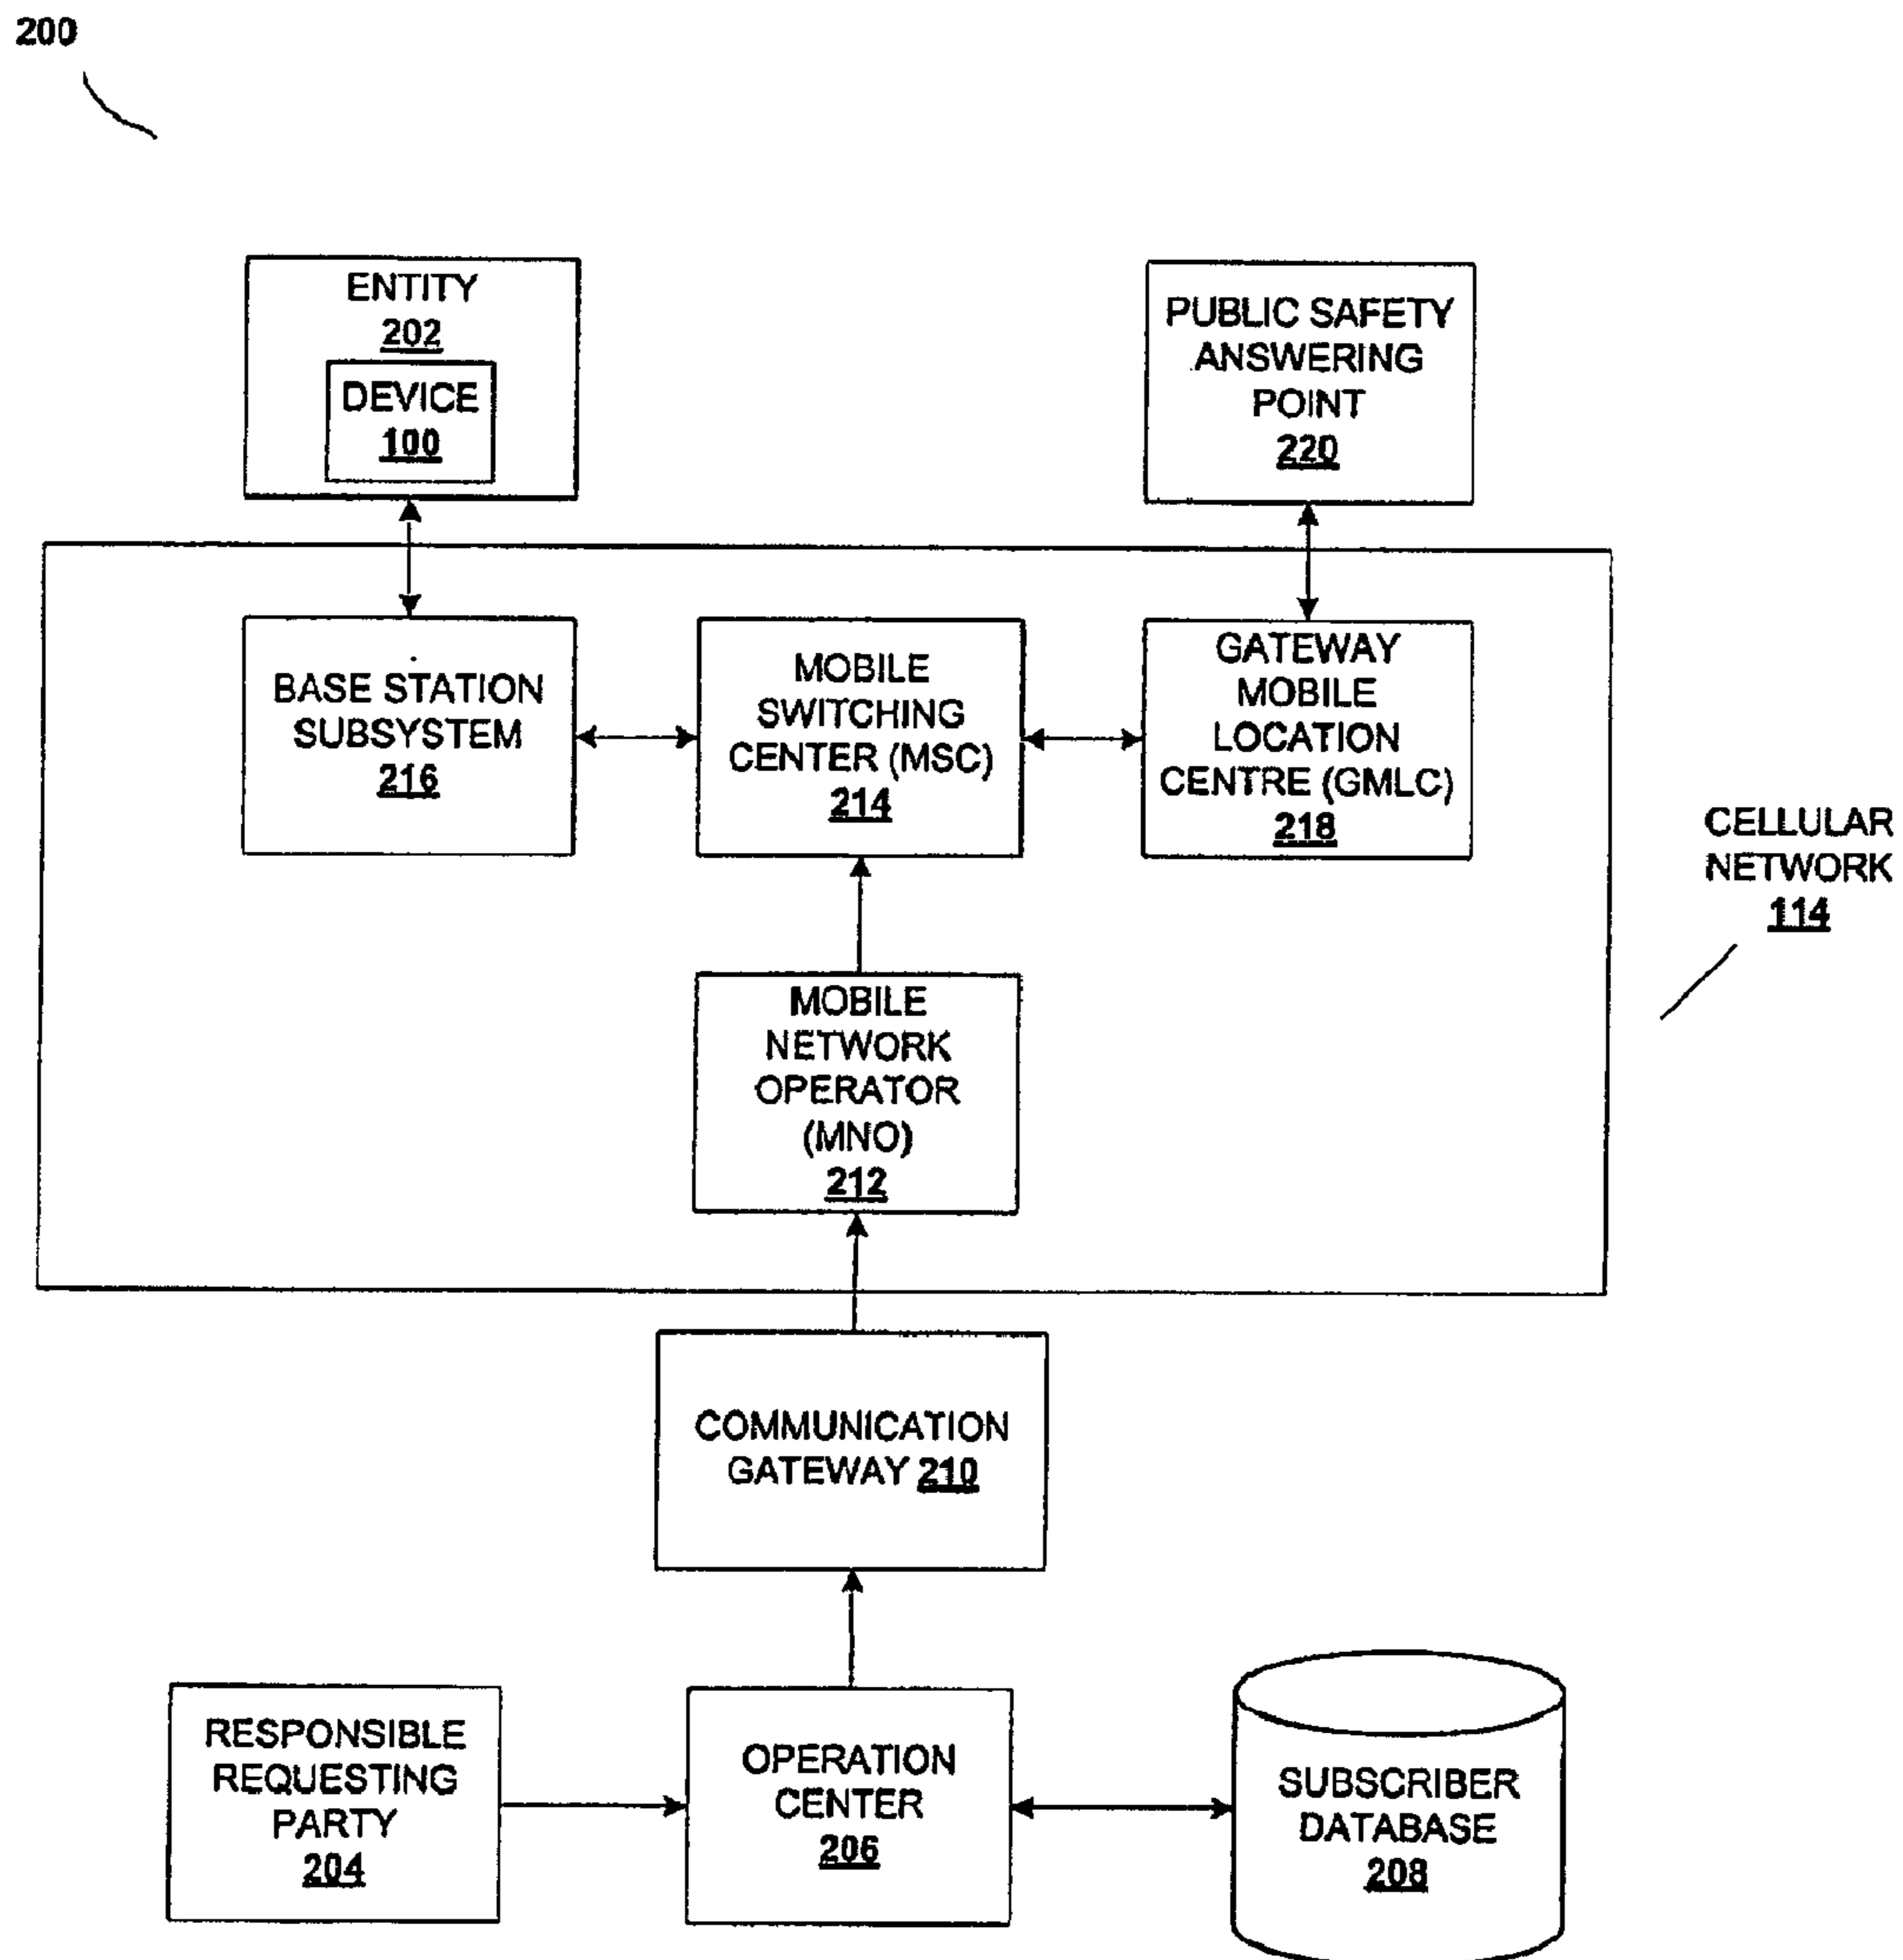 200
ENTITY
202
DEVICE
100
PUBLIC SAFETY
ANSWERING
POINT
220
BASE STATION
SUBSYSTEM
216
MOBILE
SWITCHING
CENTER (MSC)
214
GATEWAY
MOBILE
LOCATION
CENTRE (GMLC)
218
CELLULAR
NETWORK
114
MOBILE
NETWORK
OPERATOR
(MNO)
212
COMMUNICATION
GATEWAY 210
RESPONSIBLE
REQUESTING
PARTY
204
OPERATION
CENTER
206
SUBSCRIBER
DATABASE
208